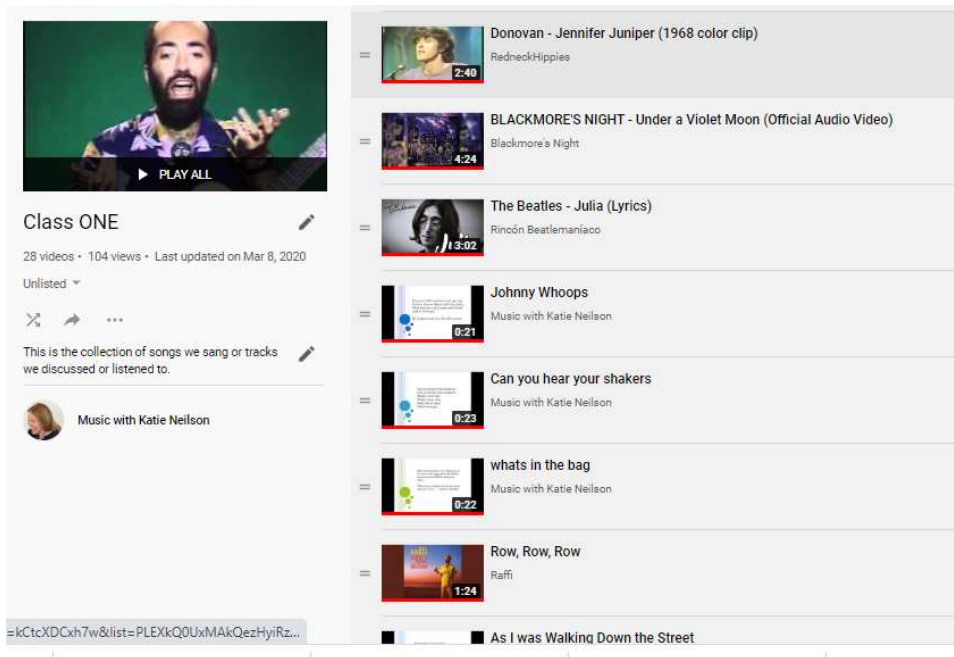 PLAY ALL
Class ONE
28 videos • 104 views • Last updated on Mar 8, 2020
Unlisted
This is the collection of songs we sang or tracks
we discussed or listened to.
Music with Katie Neilson
=kCtcXDCxh7w&list=PLEXkQ0UxMAkQezHyiRz...
Donovan - Jennifer Juniper (1968 color clip)
RedneckHippies
2:40
BLACKMORE'S NIGHT - Under a Violet Moon (Official Audio Video)
Blackmore's Night
4:24
The Beatles - Julia (Lyrics)
Rincón Beatlemaníaco
3:02
Johnny Whoops
Music with Katie Neilson
0:21
Can you hear your shakers
Music with Katie Neilson
0:23
whats in the bag
Music with Katie Neilson
0:22
Row, Row, Row
Raffi
raffi
1:24
As I was Walking Down the Street